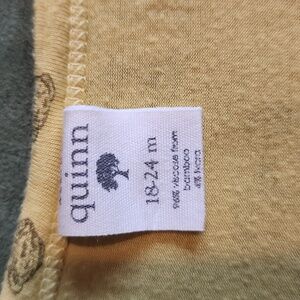 quinn
18-24 m
96% viscose from
bamboo
4% lycra